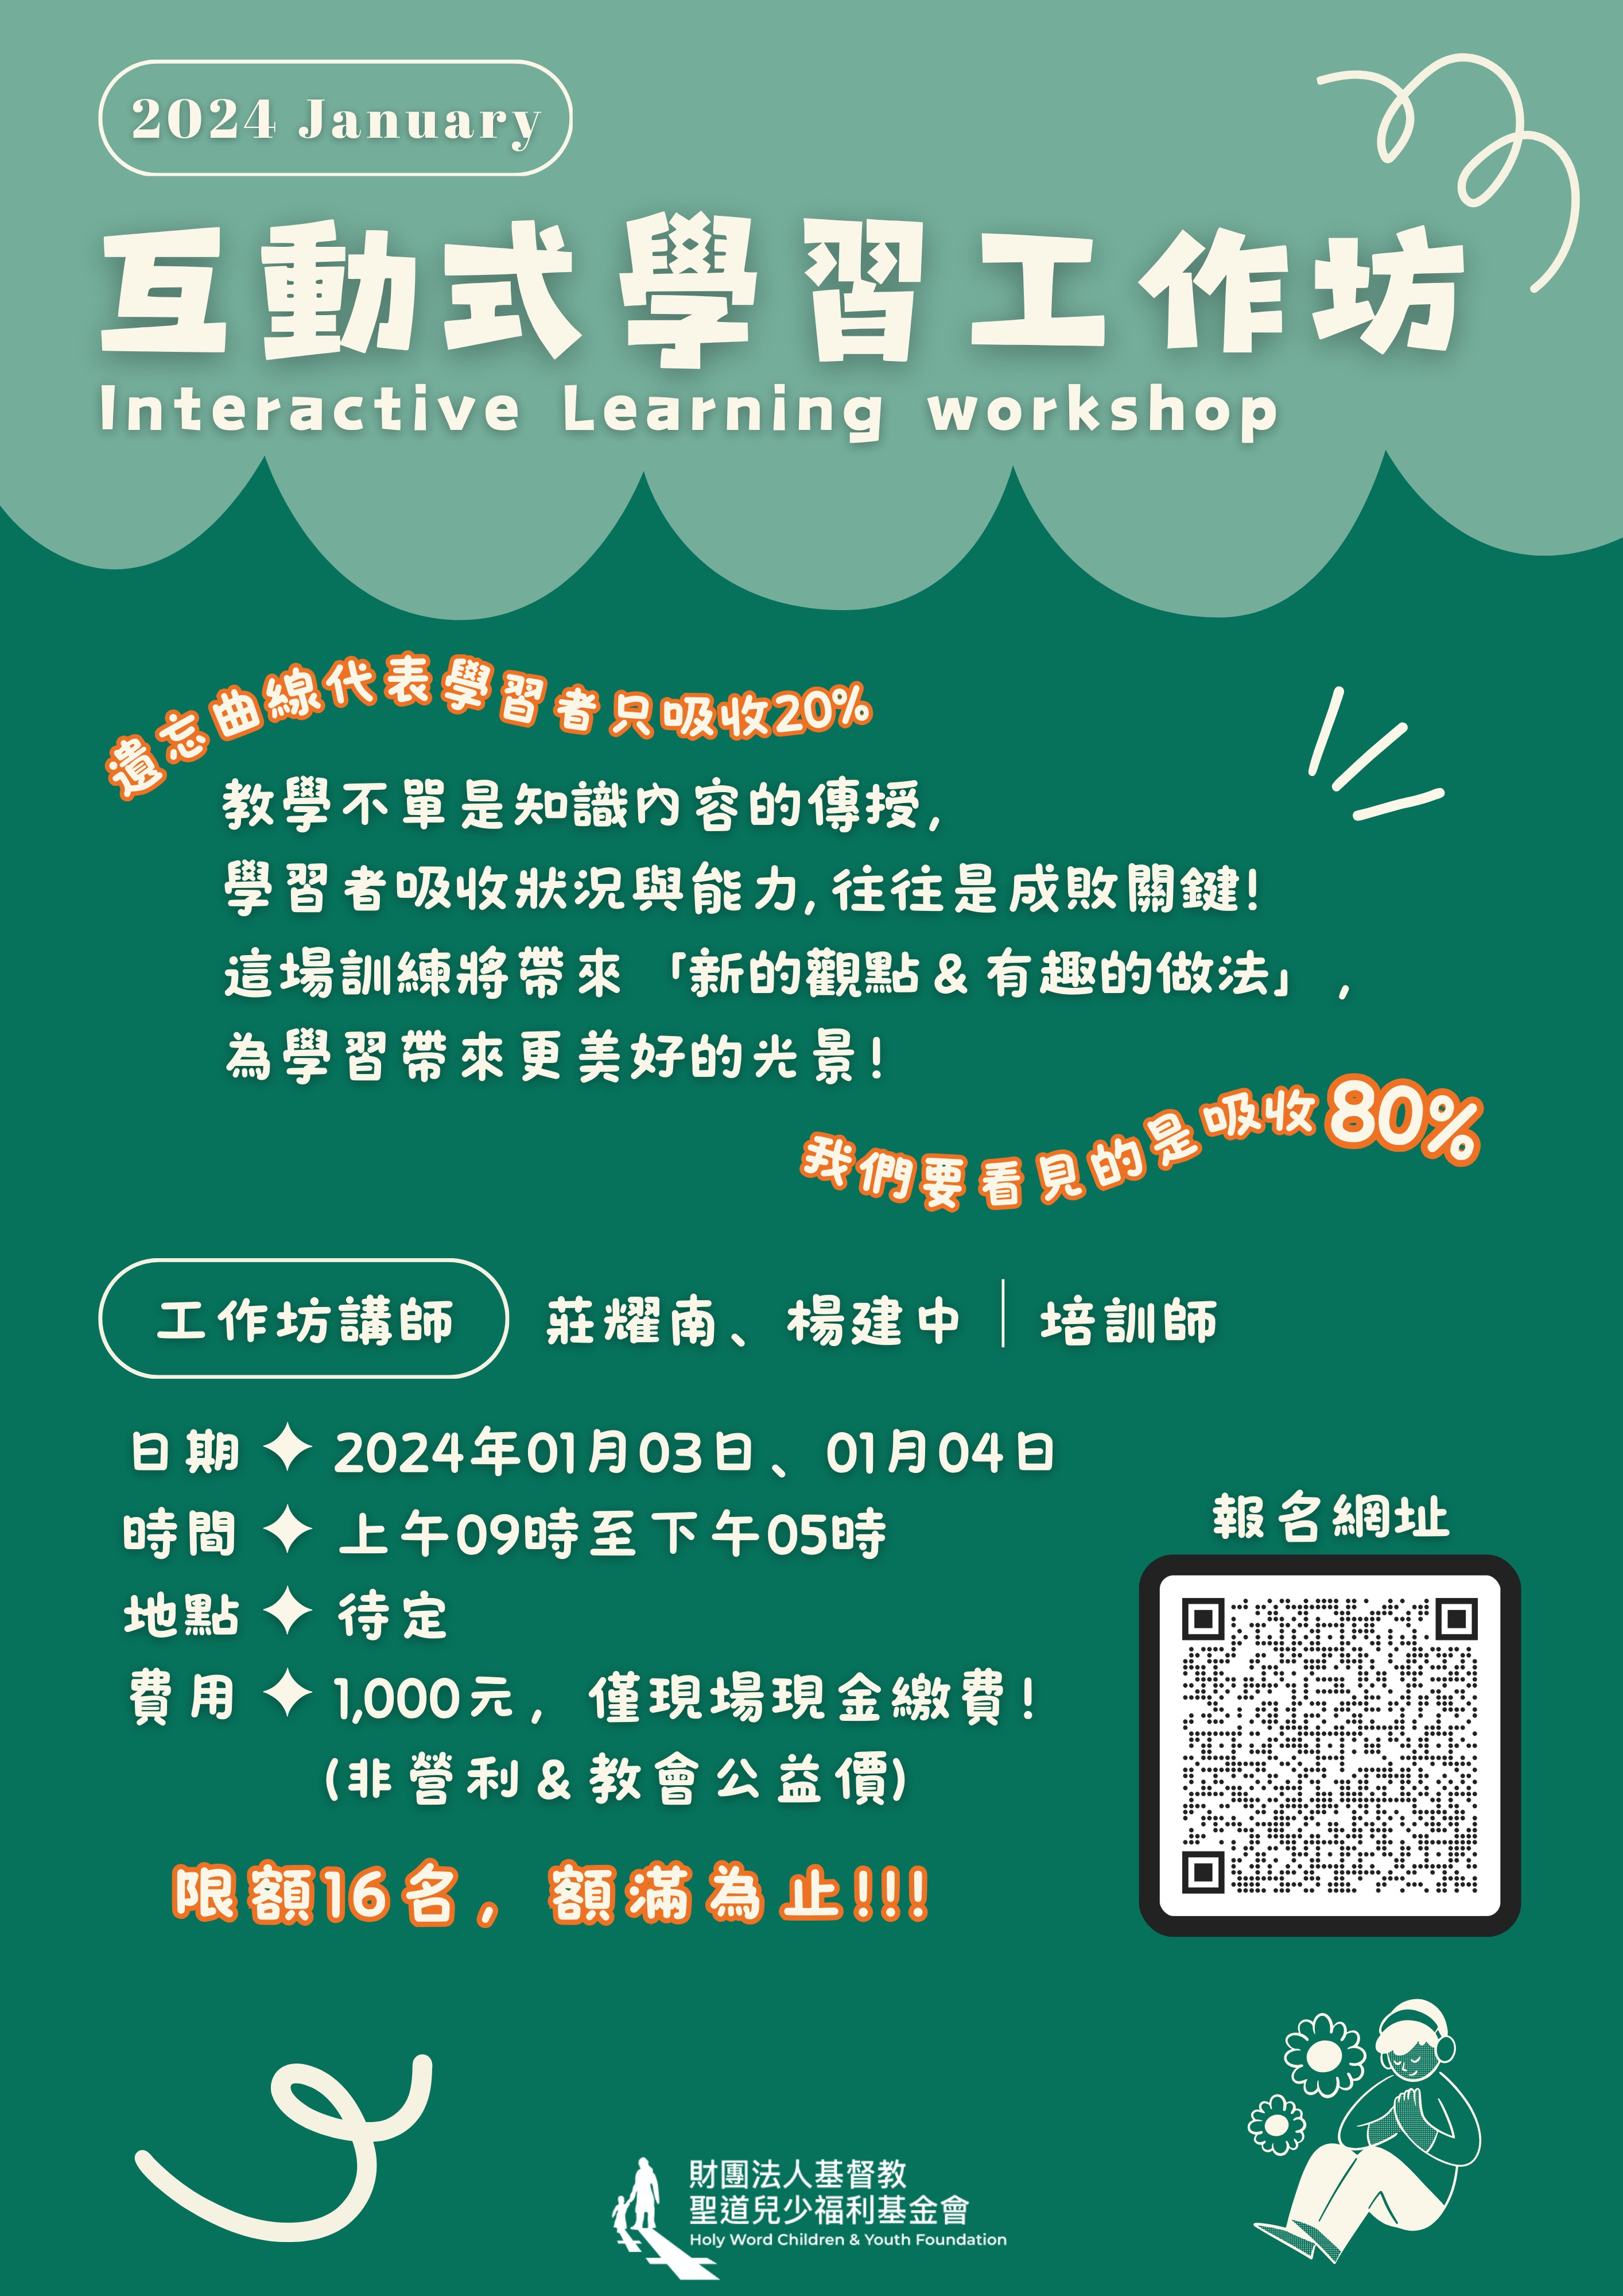 2024 January
互動式學習工作坊
Interactive Learning workshop
遺忘曲線代表學習者只吸收20%
教學不單是知識內容的傳授,
學習者吸收狀況與能力,往往是成敗關鍵!
這場訓練將帶來「新的觀點 & 有趣的做法」,
為學習帶來更美好的光景!
我們要看見的是吸收80%
工作坊講師 莊耀南、楊建中 | 培訓師
日期 ✦ 2024年01月03日、01月04日
時間 ✦ 上午09時至下午05時
地點 ✦ 待定
費用 ✦ 1,000元, 僅現場現金繳費!
(非營利 & 教會公益價)
限額16名, 額滿為止!!!
報名網址
財團法人基督教
聖道兒少福利基金會
Holy Word Children & Youth Foundation